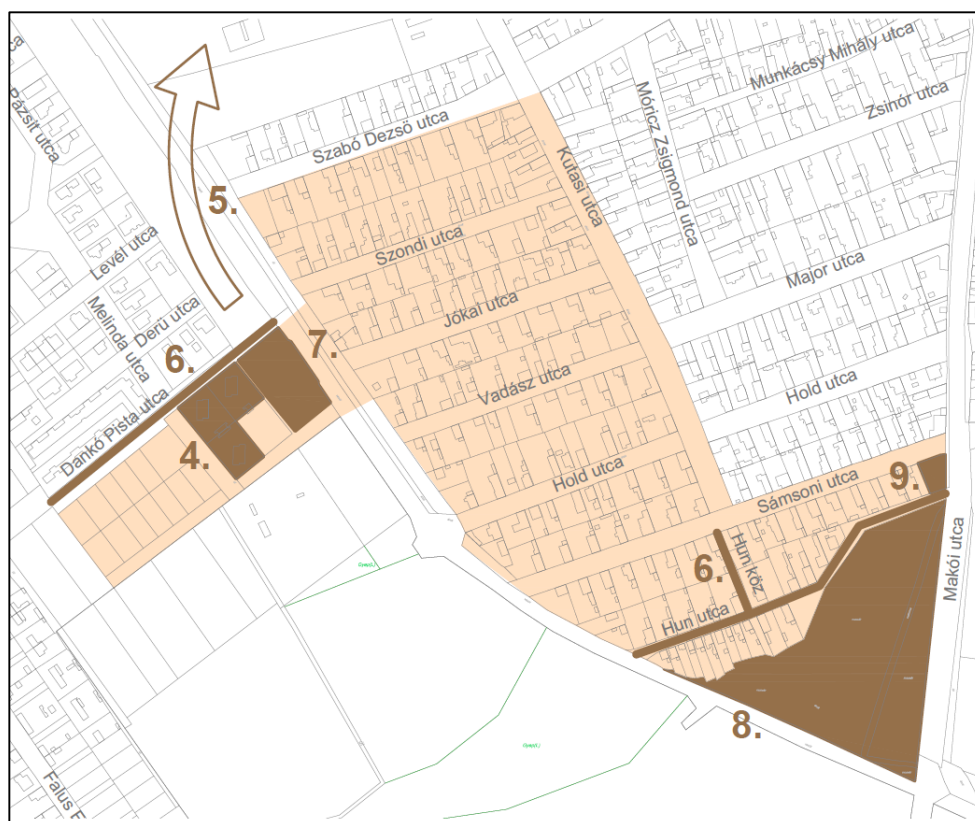 ca
Pázsit utca
Szabó Dezső utca
Kutasi utca
Móricz Zsigmond utca
Munkácsy Mihály utca
Zsinór utca
5.
Levél utca
Szondi utca
Major utca
Melinda utca
Derű utca
Jókai utca
6.
7.
Vadász utca
Hold utca
Dankó Pista utca
4.
Hold utca
Sámsoni utca
9.
Hun köz
6.
Makói utca
Hun utca
8.
Falus F